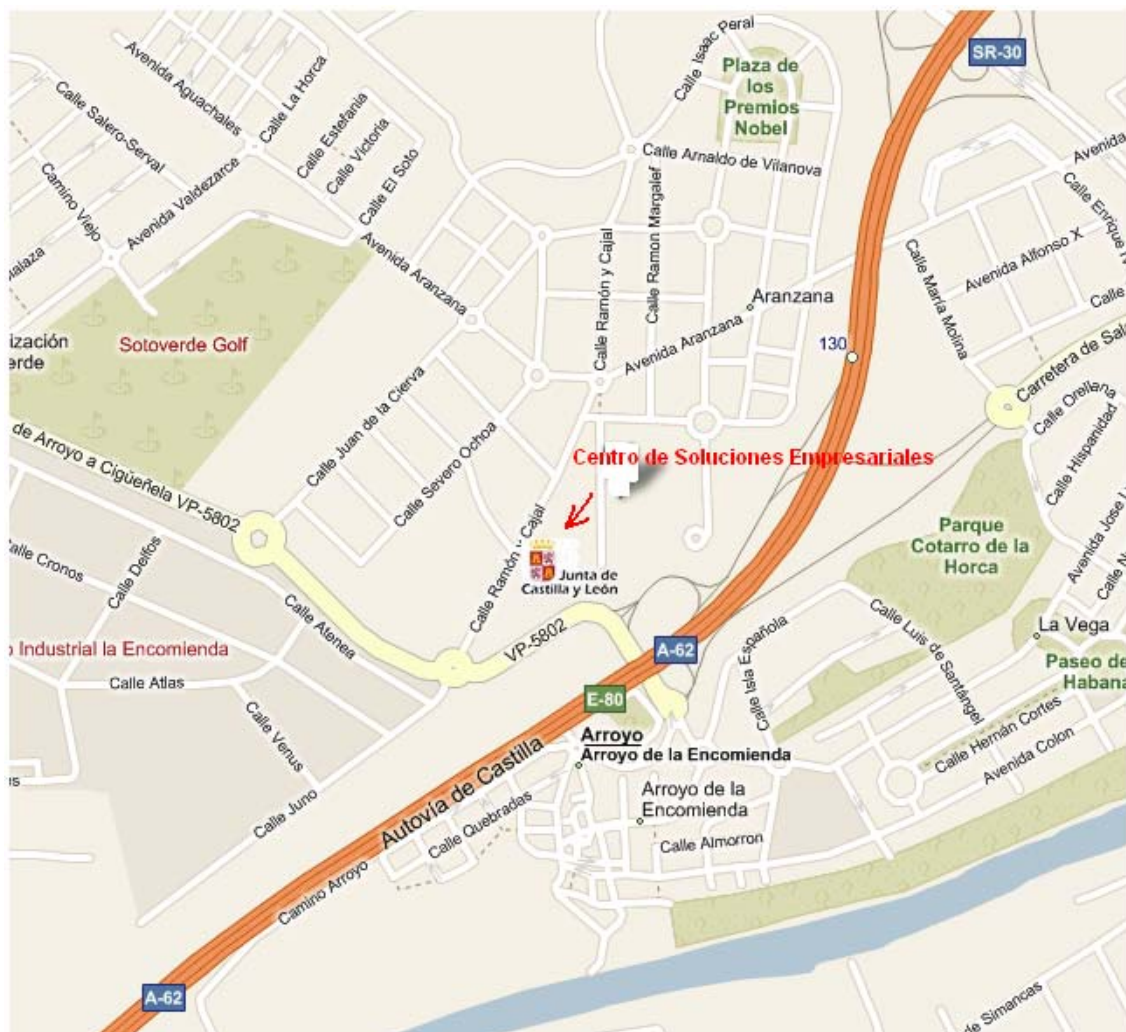 SR-30
Calle Isaac Peral
Plaza de
los
Premios
Nobel
Avenida Aguachales
Calle La Horca
Calle Salero-Serval
Calle Estefania
Calle Victoria
Calle El Soto
Camino Viejo
Avenida Valdezarce
Calle Arnaldo de Vilanova
Avenida
Calle Enrique
Avenida Alfonso X
Calle María Molina
Calle Ramón y Cajal
Calle Ramon Margalef
Avenida Aranzana
Aranzana
Avenida Aranzana
130
Sotoverde Golf
ización
erde
Carretera de Sala
Calle Orellana
Calle Hispanidad
Calle Juan de la Cierva
Calle Severo Ochoa
de Arroyo a Cigüeñela VP-5802
Centro de Soluciones Empresariales
Calle Ramón y Cajal
Junta de
Castilla y León
Parque
Cotarro de la
Horca
Avenida Jose L
Calle Cronos
Calle Delfos
Calle Atenea
o Industrial la Encomienda
Calle Atlas
Calle Venus
Calle Juno
VP-5802
A-62
E-80
Calle Isla Española
Calle Luis de Santángel
La Vega
Paseo de
Habana
Calle Hernán Cortes
Avenida Colon
Arroyo
Arroyo de la Encomienda
Arroyo de la
Encomienda
Autovía de Castilla
Calle Quebradas
Calle Almorron
Camino Arroyo
A-62
de Simancas